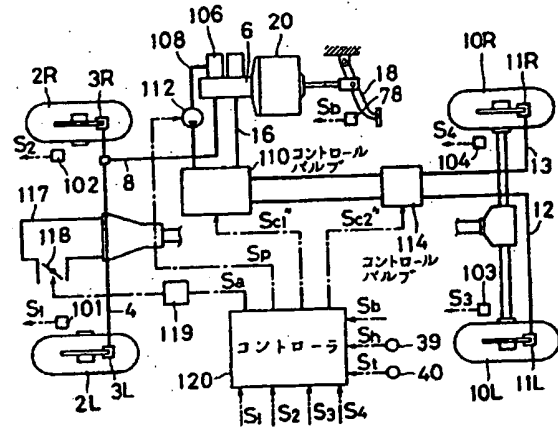 106 20
108 6
2R 3R
112
10R
11R
18
78
Sb
S2
102
8
16
110 コントロール
バルブ
S4
104
13
12
117
118
Sc1"
Sc2"
114
コントロール
バルブ
Sp
Sa
103
S3
S1
101
4
119
Sb
Sh
39
St
40
コントローラ
120
2L
3L
10L
11L
S1 S2 S3 S4